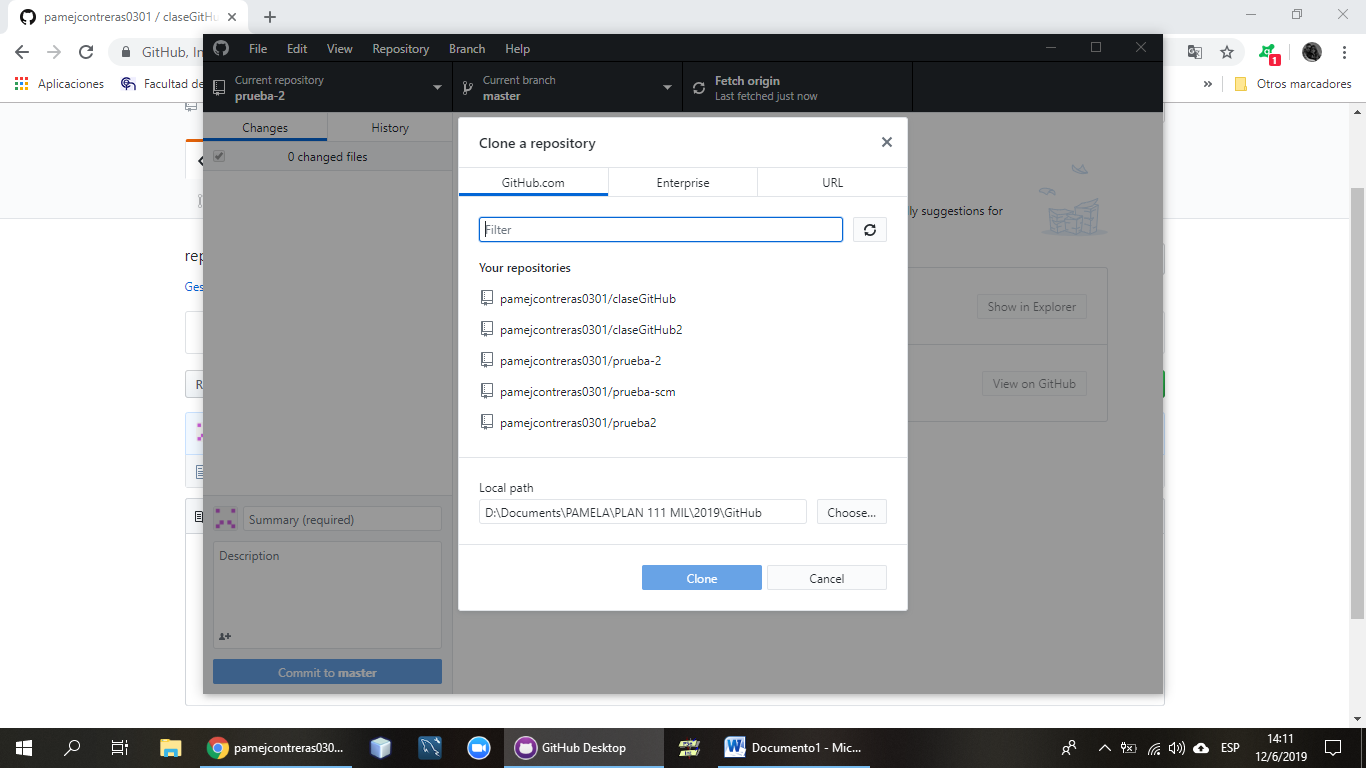 pamejcontreras0301 / claseGitHu
GitHub, In
Aplicaciones
Facultad de
Otros marcadores
1
File Edit View Repository Branch Help
Current repository
prueba-2
Current branch
master
Fetch origin
Last fetched just now
Changes
History
0 changed files
Clone a repository
GitHub.com
Enterprise
URL
Filter
Your repositories
pamejcontreras0301/claseGitHub
pamejcontreras0301/claseGitHub2
pamejcontreras0301/prueba-2
pamejcontreras0301/prueba-scm
pamejcontreras0301/prueba2
Local path
D:\Documents\PAMELA\PLAN 111 MIL\2019\GitHub
Choose...
Clone
Cancel
ly suggestions for
Show in Explorer
View on GitHub
rep
Ges
R
Summary (required)
Description
Commit to master
pamejcontreras030...
GitHub Desktop
Documento1 - Mic...
ESP
14:11
12/6/2019